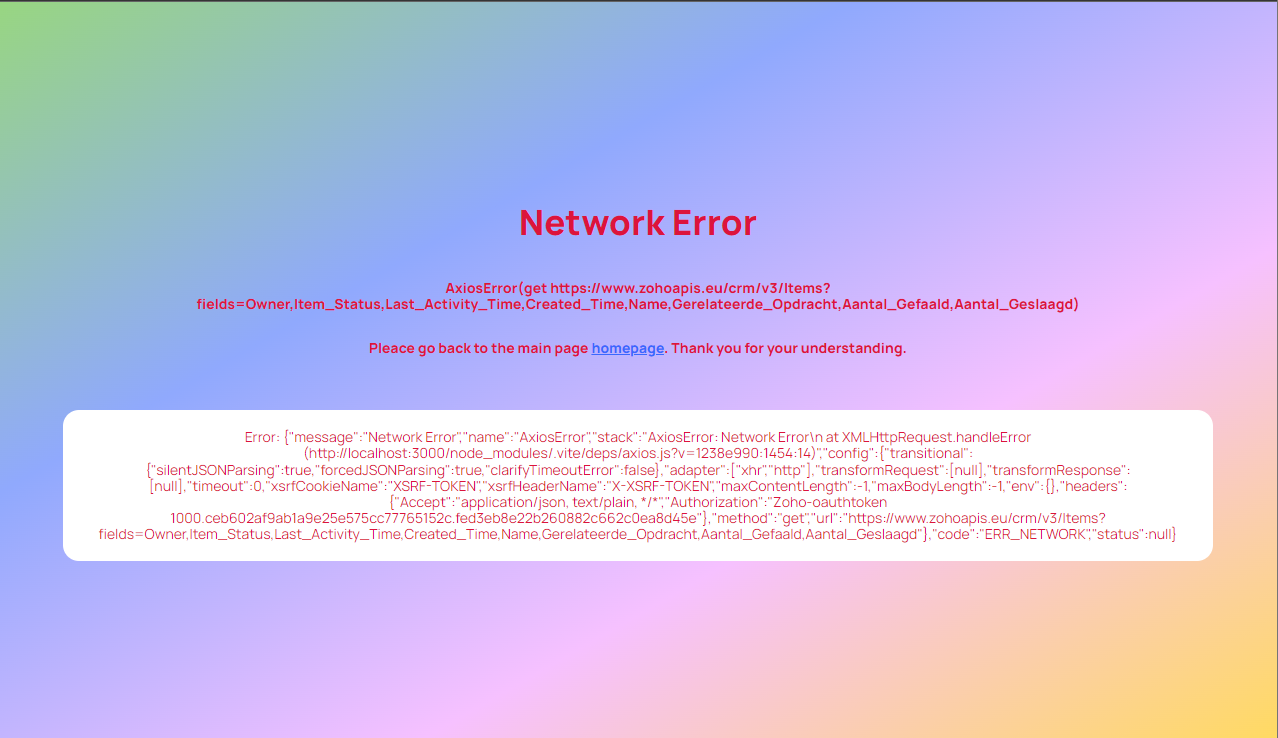 Network Error
AxiosError(get https://www.zohoapis.eu/crm/v3/Items?
fields=Owner,Item_Status,Last_Activity_Time,Created_Time,Name,Gerelateerde_Opdracht,Aantal_Gefaald,Aantal_Geslaagd)
Pleace go back to the main page homepage. Thank you for your understanding.
Error: {"message":"Network Error","name":"AxiosError","stack":"AxiosError: Network Error\n at XMLHttpRequest.handleError
(http://localhost:3000/node_modules/.vite/deps/axios.js?v=1238e990:1454:14)","config":{"transitional":
{"silentJSONParsing":true,"forcedJSONParsing":true,"clarifyTimeoutError":false},"adapter":["xhr","http"],"transformRequest":[null],"transformResponse":
[null],"timeout":0,"xsrfCookieName":"XSRF-TOKEN","xsrfHeaderName":"X-XSRF-TOKEN","maxContentLength":-1,"maxBodyLength":-1,"env":{},"headers":
{"Accept":"application/json, text/plain, */*","Authorization":"Zoho-oauthtoken
1000.ceb602af9ab1a9e25e575cc77765152c.fed3eb8e22b260882c662c0ea8d45e"},"method":"get","url":"https://www.zohoapis.eu/crm/v3/Items?
fields=Owner,Item_Status,Last_Activity_Time,Created_Time,Name,Gerelateerde_Opdracht,Aantal_Gefaald,Aantal_Geslaagd"},"code":"ERR_NETWORK","status":null}